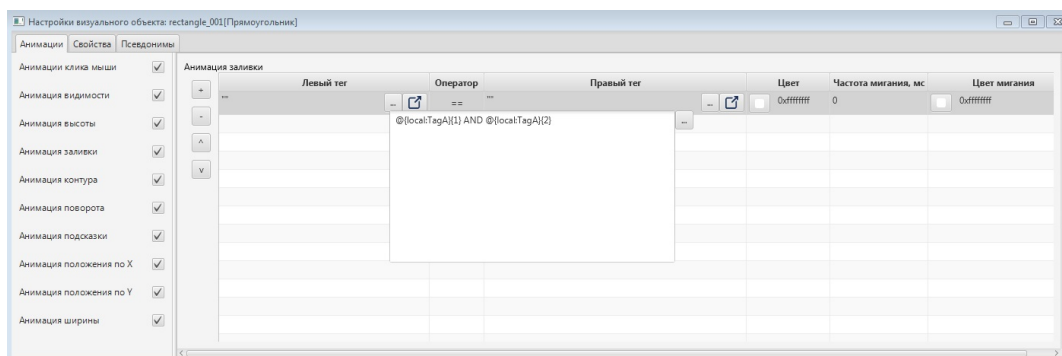 Настройки визуального объекта: rectangle_001[Прямоугольник]
Анимации Свойства Псевдонимы
Анимации клика мыши
Анимация видимости
Анимация высоты
Анимация заливки
Анимация контура
Анимация поворота
Анимация подсказки
Анимация положения по X
Анимация положения по Y
Анимация ширины
Анимация заливки
+
-
^
v
Левый тег Оператор Правый тег Цвет Частота мигания, мс Цвет мигания
"" ... == "" ... 0xffffffff 0 0xffffffff
@{local:TagA}{1} AND @{local:TagA}{2}
...